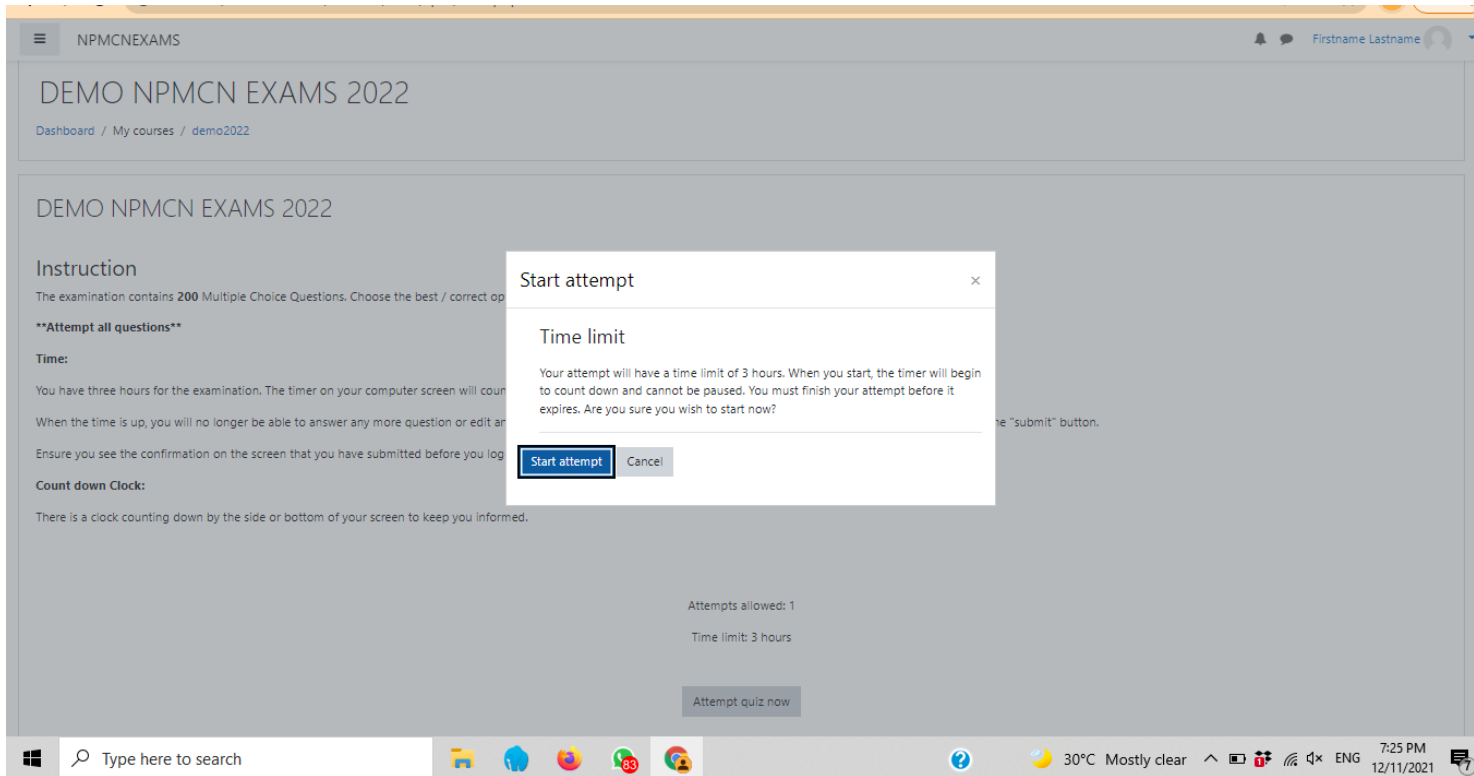 NPMCNEXAMS
Firstname Lastname
DEMO NPMCN EXAMS 2022
Dashboard / My courses / demo2022
DEMO NPMCN EXAMS 2022
Instruction
The examination contains 200 Multiple Choice Questions. Choose the best / correct op
**Attempt all questions**
Time:
You have three hours for the examination. The timer on your computer screen will coun
When the time is up, you will no longer be able to answer any more question or edit an
he "submit" button.
Ensure you see the confirmation on the screen that you have submitted before you log
Count down Clock:
There is a clock counting down by the side or bottom of your screen to keep you informed.
Start attempt ×
Time limit
Your attempt will have a time limit of 3 hours. When you start, the timer will begin
to count down and cannot be paused. You must finish your attempt before it
expires. Are you sure you wish to start now?
Start attempt Cancel
Attempts allowed: 1
Time limit: 3 hours
Attempt quiz now
Type here to search
83
30°C Mostly clear
ENG
7:25 PM
12/11/2021
7